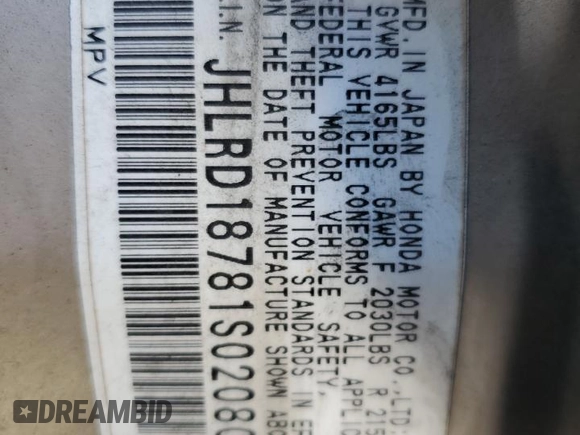 MFD. IN JAPAN BY HONDA MOTOR CO., LTD.
GVWR 4165LBS GAWR F 2030LBS R
THIS VEHICLE CONFORMS TO ALL
FEDERAL MOTOR VEHICLE SAFETY,
AND THEFT PREVENTION STANDARDS IN
ON THE DATE OF MANUFACTURE SHOWN
I.N. JHLRD18781S0208
MPV
DREAMBID